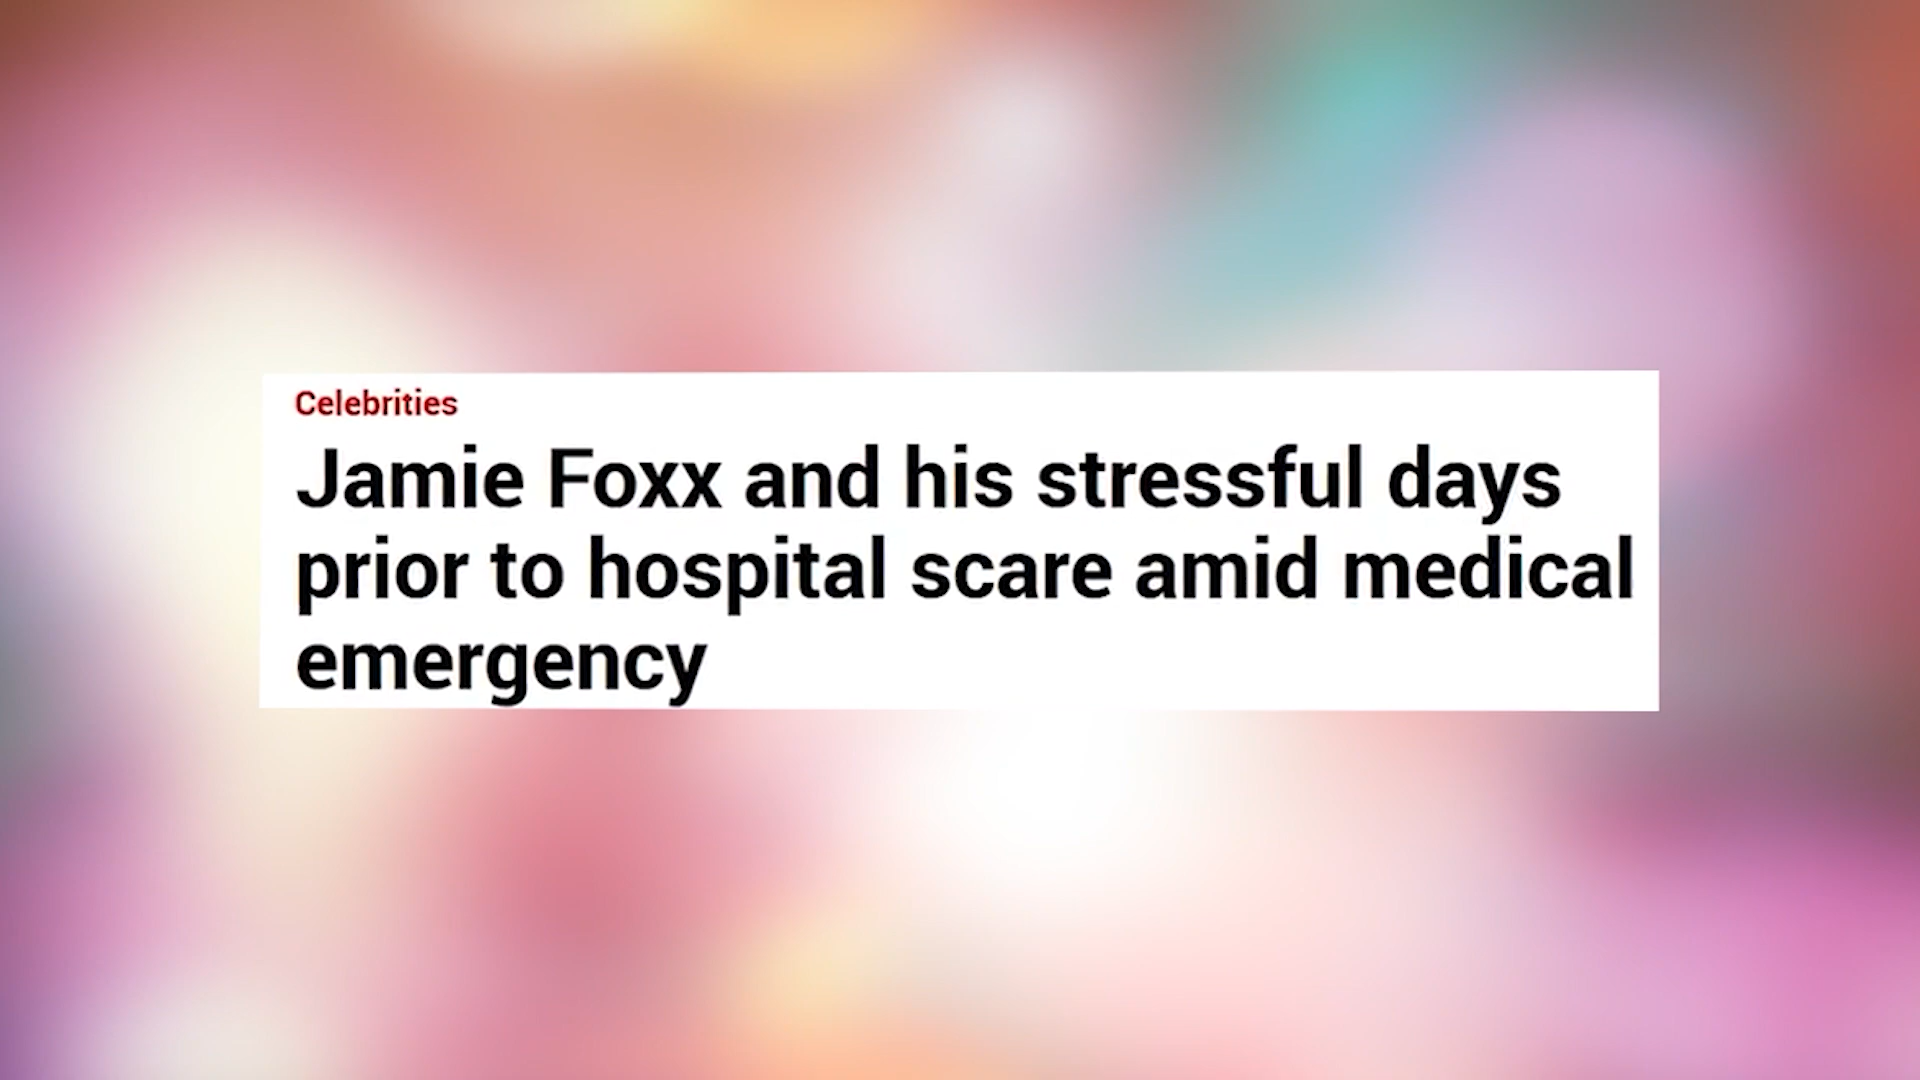 Celebrities
Jamie Foxx and his stressful days
prior to hospital scare amid medical
emergency